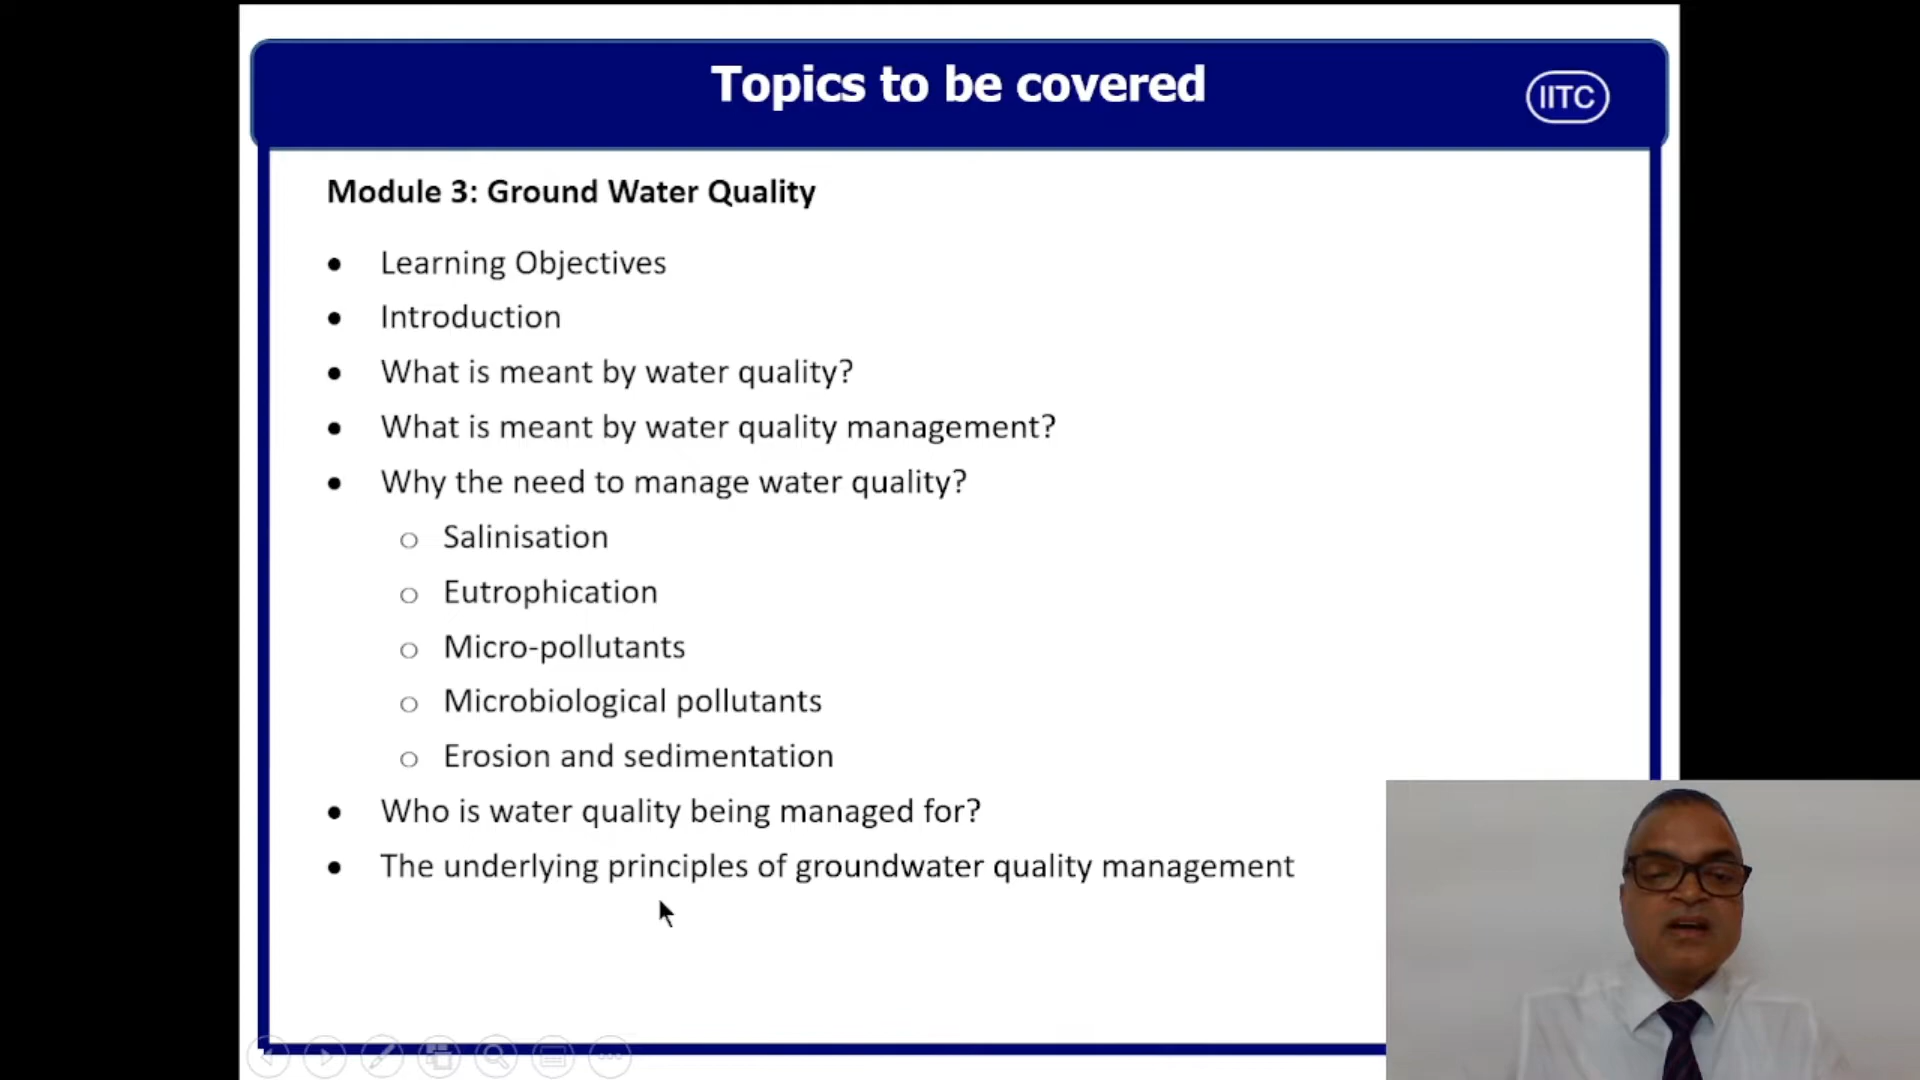 Topics to be covered
IITC
Module 3: Ground Water Quality
• Learning Objectives
• Introduction
• What is meant by water quality?
• What is meant by water quality management?
• Why the need to manage water quality?
o Salinisation
o Eutrophication
o Micro-pollutants
o Microbiological pollutants
o Erosion and sedimentation
• Who is water quality being managed for?
• The underlying principles of groundwater quality management